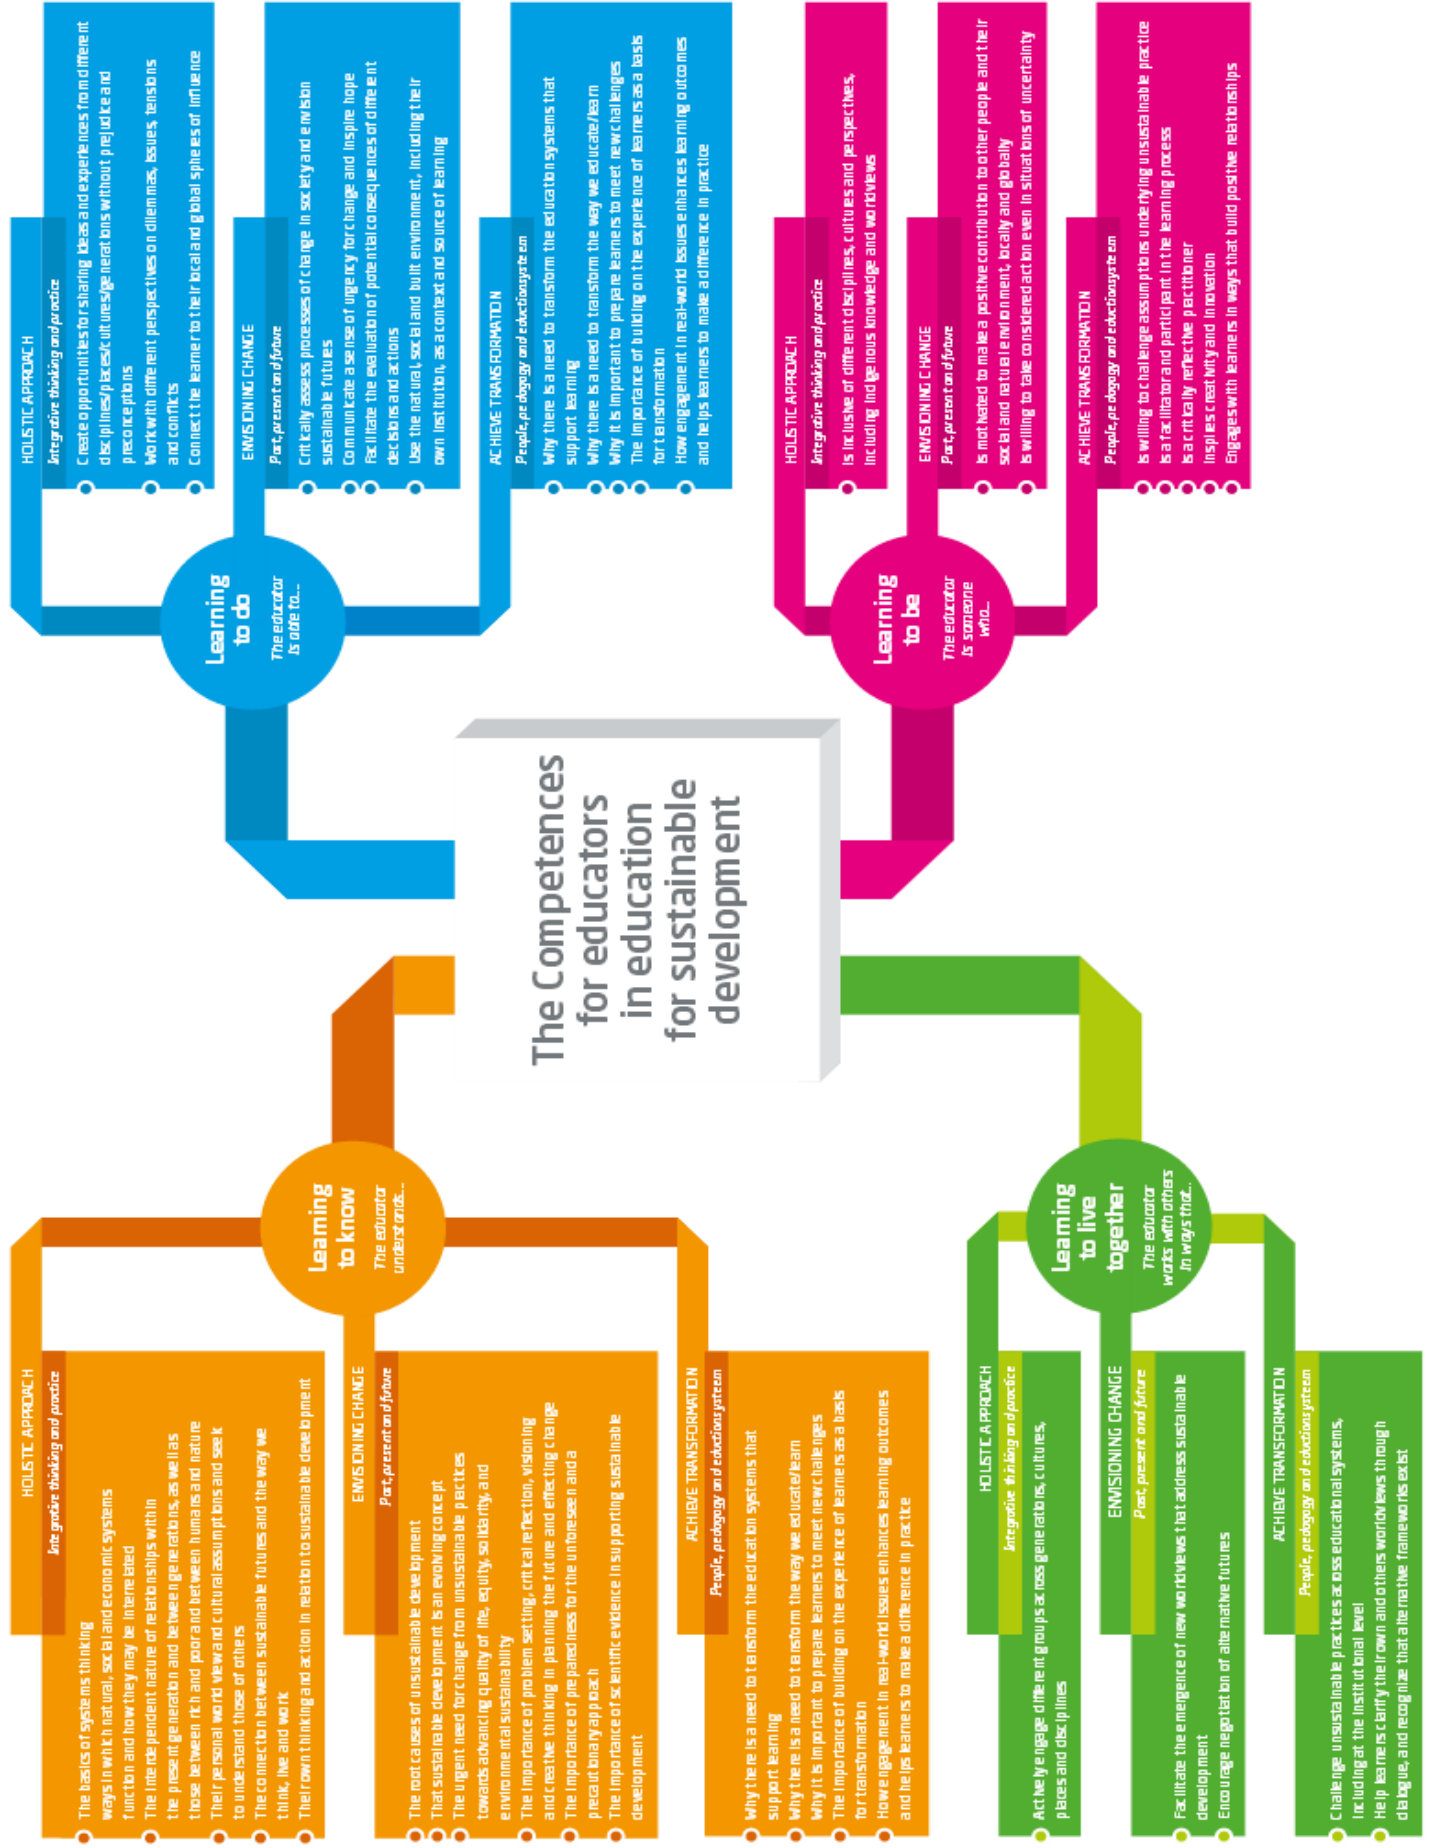 The Competences
for educators
in education
for sustainable
development
Learning
to know
The educator
understands...
HOLISTIC APPROACH
Integrative thinking and practice
The basics of systems thinking
ways in which natural, social and economic systems
function and how they may be interrelated
The interdependent nature of relationships within
the present generation and between generations, as well as
those between rich and poor and between humans and nature
Their personal world view and cultural assumptions and seek
to understand those of others
The connection between sustainable futures and the way we
think, live and work
Their own thinking and action in relation to sustainable development
ENVISIONING CHANGE
Past, present and future
The root causes of unsustainable development
That sustainable development is an evolving concept
The urgent need for change from unsustainable pactices
towards advancing quality of life, equity, solidarity, and
environmental sustainability
The importance of problem setting, critical reflection, visioning
and creative thinking in planning the future and effecting change
The importance of preparedness for the unforeseen and a
precautionary approach
The importance of scientific evidence in supporting sustainable
development
ACHIEVE TRANSFORMATION
People, pedagogy and eductionsysteem
Why there is a need to transform the education systems that
support learning
Why there is a need to transform the way we educate/learn
Why it is important to prepare learners to meet new challenges
The importance of building on the experience of learners as a basis
for transformation
How engagement in real-world issues enhances learning outcomes
and helps learners to make a difference in practice
Learning
to do
The educator
is able to...
HOLISTIC APPROACH
Integrative thinking and practice
Create opportunities for sharing ideas and experiences from different
disciplines/places/cultures/generations without prejudice and
preconceptions
Work with different perspectives on dilemmas, issues, tensions
and conflicts
Connect the learner to their local and global spheres of influence
ENVISIONING CHANGE
Past, present and future
Critically assess processes of change in society and envision
sustainable futures
Communicate a sense of urgency for change and inspire hope
Facilitate the evaluation of potential consequences of different
decisions and actions
Use the natural, social and built environment, including their
own institution, as a context and source of learning
ACHIEVE TRANSFORMATION
People, pedagogy and eductionsysteem
Why there is a need to transform the education systems that
support learning
Why there is a need to transform the way we educate/learn
Why it is important to prepare learners to meet new challenges
The importance of building on the experience of learners as a basis
for transformation
How engagement in real-world issues enhances learning outcomes
and helps learners to make a difference in practice
Learning
to live
together
The educator
works with others
in ways that...
HOLISTIC APPROACH
Integrative thinking and practice
Actively engage different groups across generations, cultures,
places and disciplines
ENVISIONING CHANGE
Past, present and future
Facilitate the emergence of new worldviews that address sustainable
development
Encourage negotiation of alternative futures
ACHIEVE TRANSFORMATION
People, pedagogy and eductionsysteem
Challenge unsustainable practices across educational systems,
including at the institutional level
Help learners clarify their own and others worldviews through
dialogue, and recognize that alternative frameworks exist
Learning
to be
The educator
is someone
who...
HOLISTIC APPROACH
Integrative thinking and practice
Is inclusive of different disciplines, cultures and perspectives,
including indigenous knowledge and worldviews
ENVISIONING CHANGE
Past, present and future
Is motivated to make a positive contribution to other people and their
social and natural environment, locally and globally
Is willing to take considered action even in situations of uncertainty
ACHIEVE TRANSFORMATION
People, pedagogy and eductionsysteem
Is willing to challenge assumptions underlying unsustainable practice
Is a facilitator and participant in the learning process
Is a critically reflective practitioner
Inspires creativity and innovation
Engages with learners in ways that build positive relationships